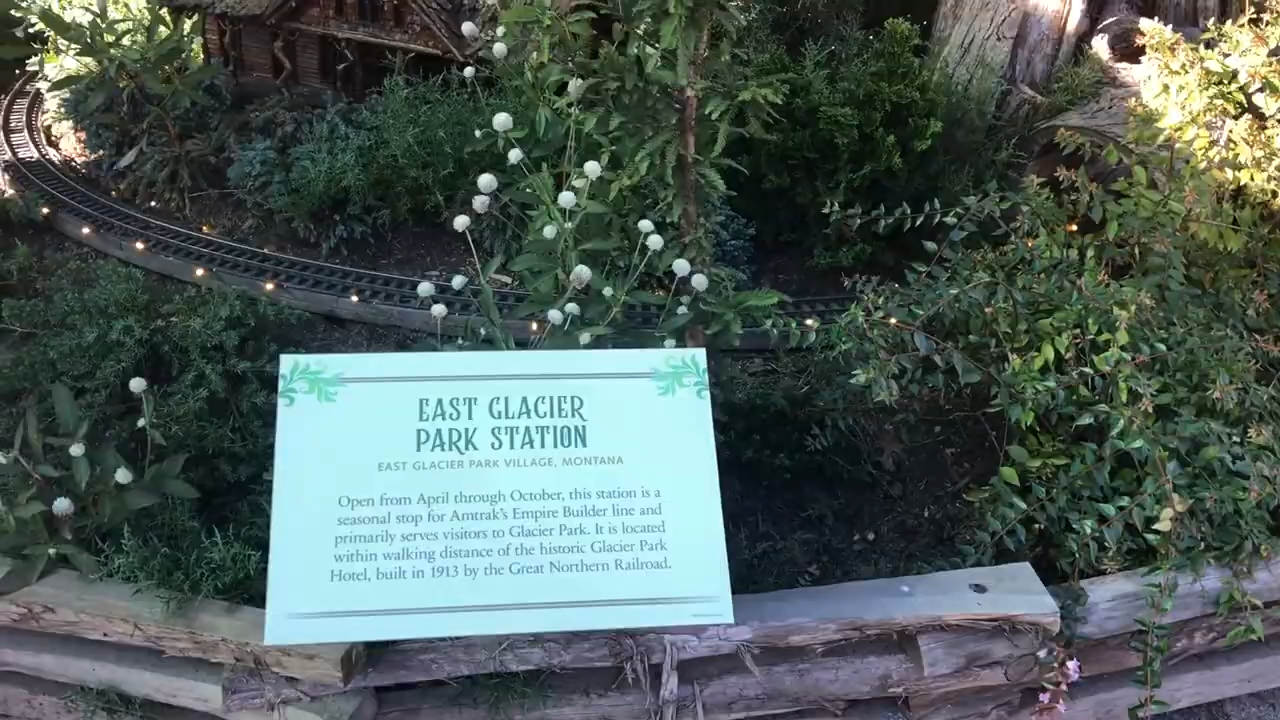 EAST GLACIER
PARK STATION
EAST GLACIER PARK VILLAGE, MONTANA
Open from April through October, this station is a
seasonal stop for Amtrak's Empire Builder line and
primarily serves visitors to Glacier Park. It is located
within walking distance of the historic Glacier Park
Hotel, built in 1913 by the Great Northern Railroad.